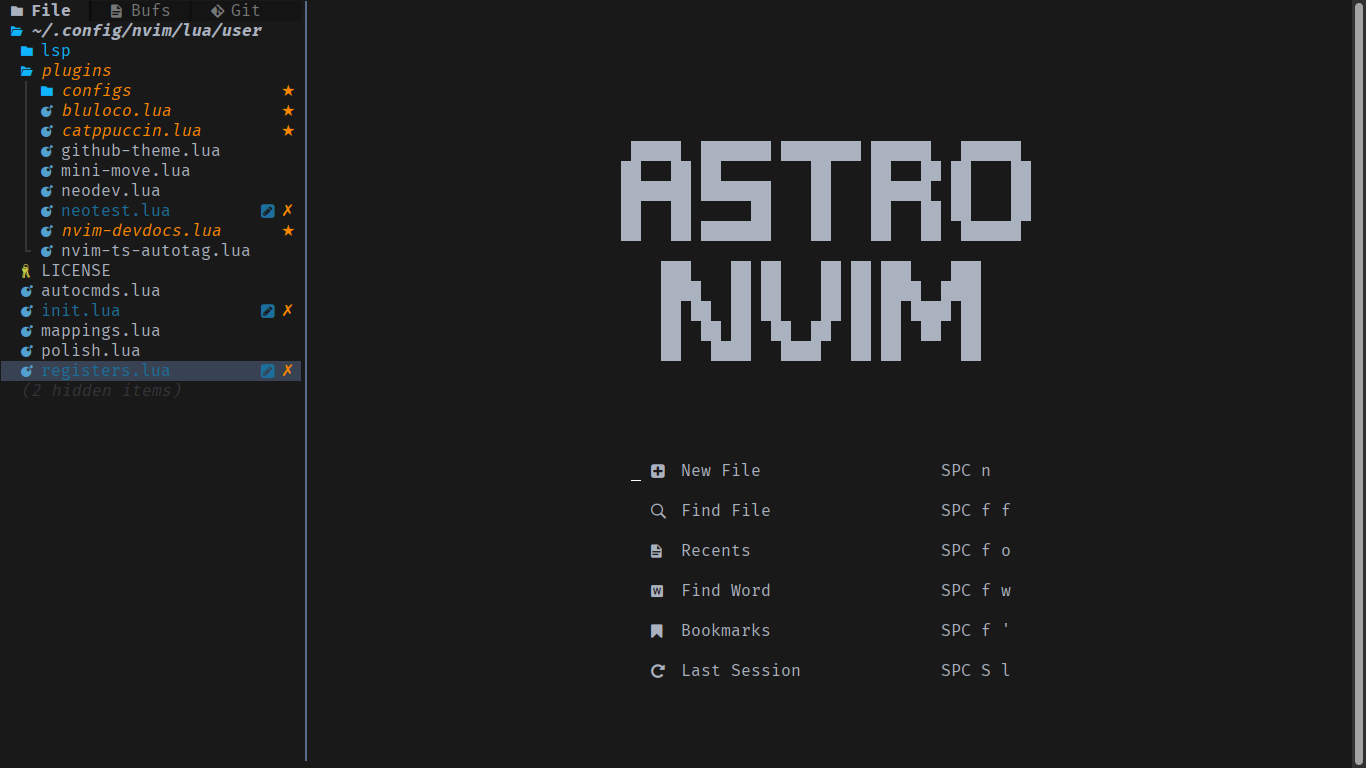 File Bufs Git
~/.config/nvim/lua/user
lsp
plugins
configs ★
bluloco.lua ★
catppuccin.lua ★
github-theme.lua
mini-move.lua
neodev.lua
neotest.lua ✗
nvim-devdocs.lua ★
nvim-ts-autotag.lua
LICENSE
autocmds.lua
init.lua ✗
mappings.lua
polish.lua
registers.lua ✗
(2 hidden items)
ASTRO
NVIM
New File SPC n
Find File SPC f f
Recents SPC f o
Find Word SPC f w
Bookmarks SPC f '
Last Session SPC S l